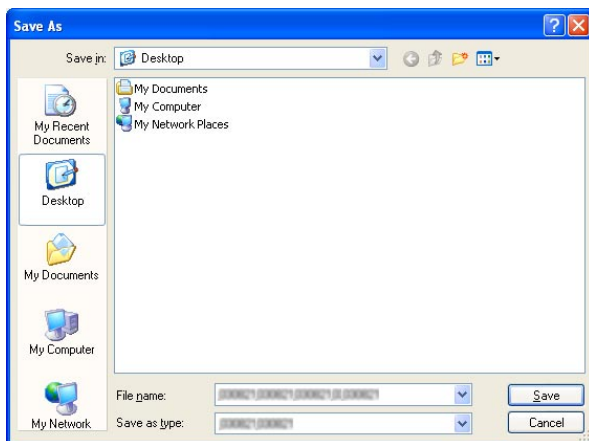 Save As
Save in: Desktop
My Documents
My Computer
My Network Places
My Recent
Documents
Desktop
My Documents
My Computer
My Network
File name:
Save
Save as type:
Cancel